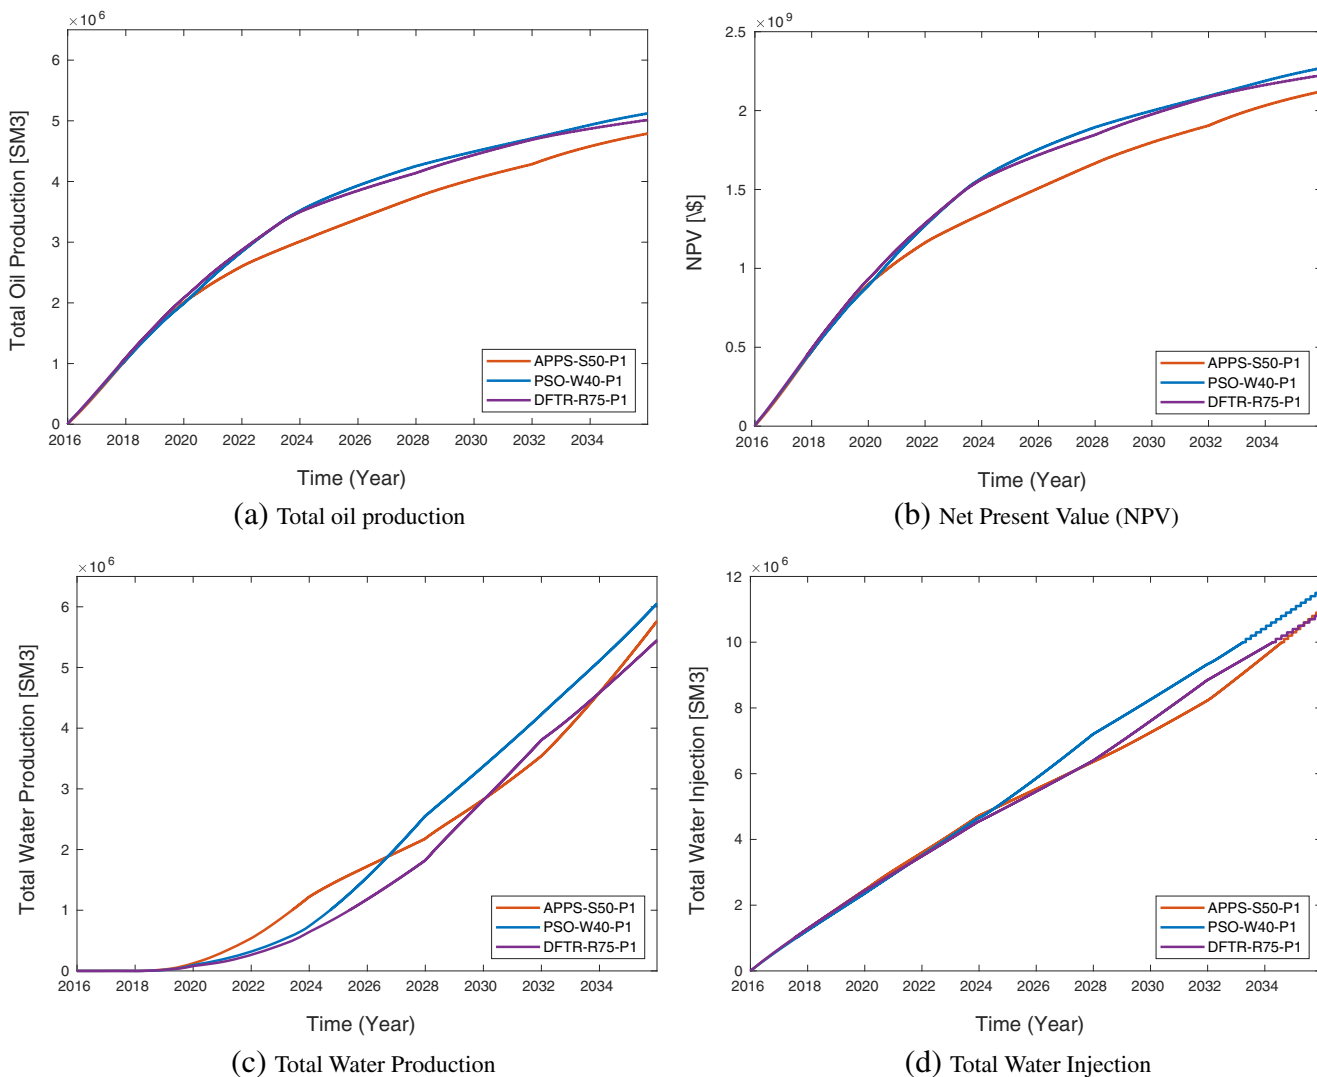 ×10^6
Total Oil Production [SM3]
6
5
4
3
2
1
0
2016 2018 2020 2022 2024 2026 2028 2030 2032 2034
Time (Year)
APPS-S50-P1
PSO-W40-P1
DFTR-R75-P1
(a) Total oil production
×10^9
NPV [\$]
2.5
2
1.5
1
0.5
0
2016 2018 2020 2022 2024 2026 2028 2030 2032 2034
Time (Year)
APPS-S50-P1
PSO-W40-P1
DFTR-R75-P1
(b) Net Present Value (NPV)
×10^6
Total Water Production [SM3]
6
5
4
3
2
1
0
2016 2018 2020 2022 2024 2026 2028 2030 2032 2034
Time (Year)
APPS-S50-P1
PSO-W40-P1
DFTR-R75-P1
(c) Total Water Production
×10^6
Total Water Injection [SM3]
12
10
8
6
4
2
0
2016 2018 2020 2022 2024 2026 2028 2030 2032 2034
Time (Year)
APPS-S50-P1
PSO-W40-P1
DFTR-R75-P1
(d) Total Water Injection